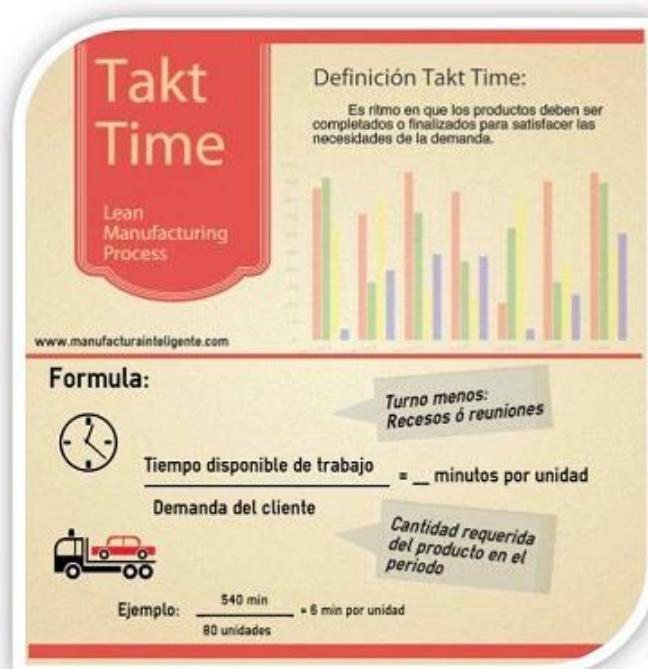 Takt
Time
Lean
Manufacturing
Process
Definición Takt Time:
Es ritmo en que los productos deben ser
completados o finalizados para satisfacer las
necesidades de la demanda.
www.manufacturainteligente.com
Formula:
Turno menos:
Recesos ó reuniones
Tiempo disponible de trabajo
= __ minutos por unidad
Demanda del cliente
Cantidad requerida
del producto en el
periodo
Ejemplo:
540 min
= 6 min por unidad
80 unidades